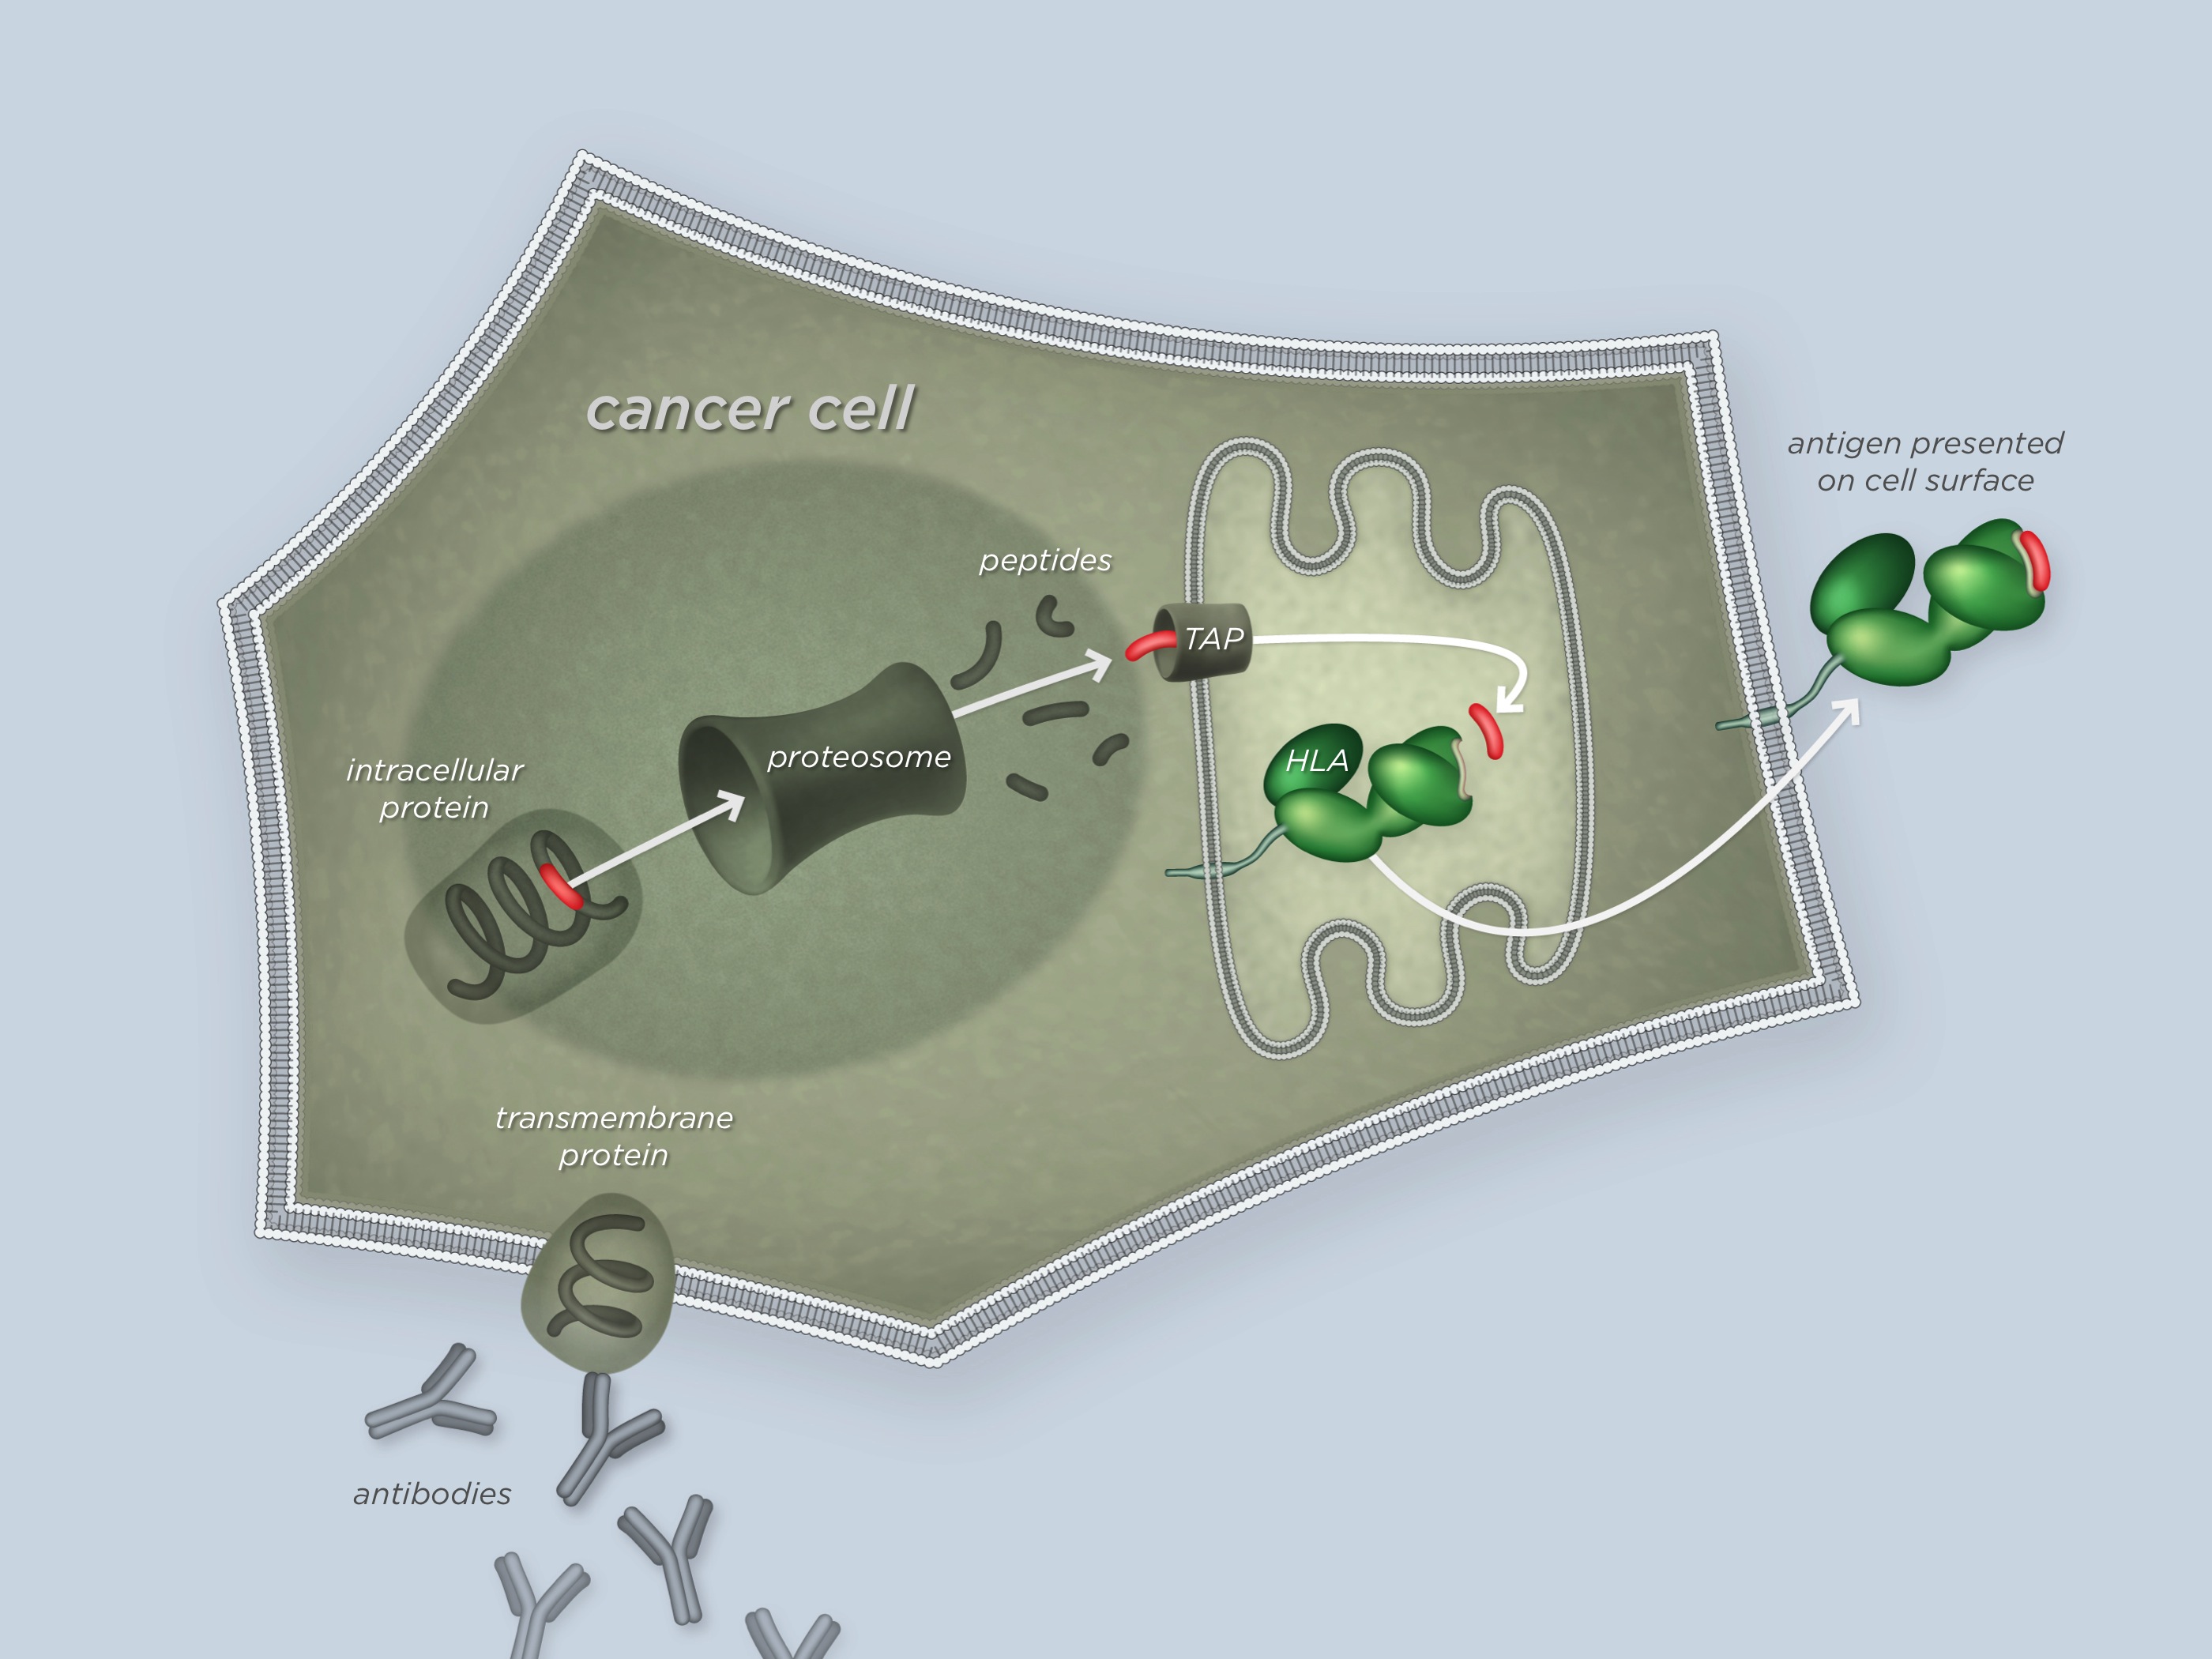 cancer cell
antigen presented
on cell surface
peptides
TAP
proteosome
HLA
intracellular
protein
transmembrane
protein
antibodies